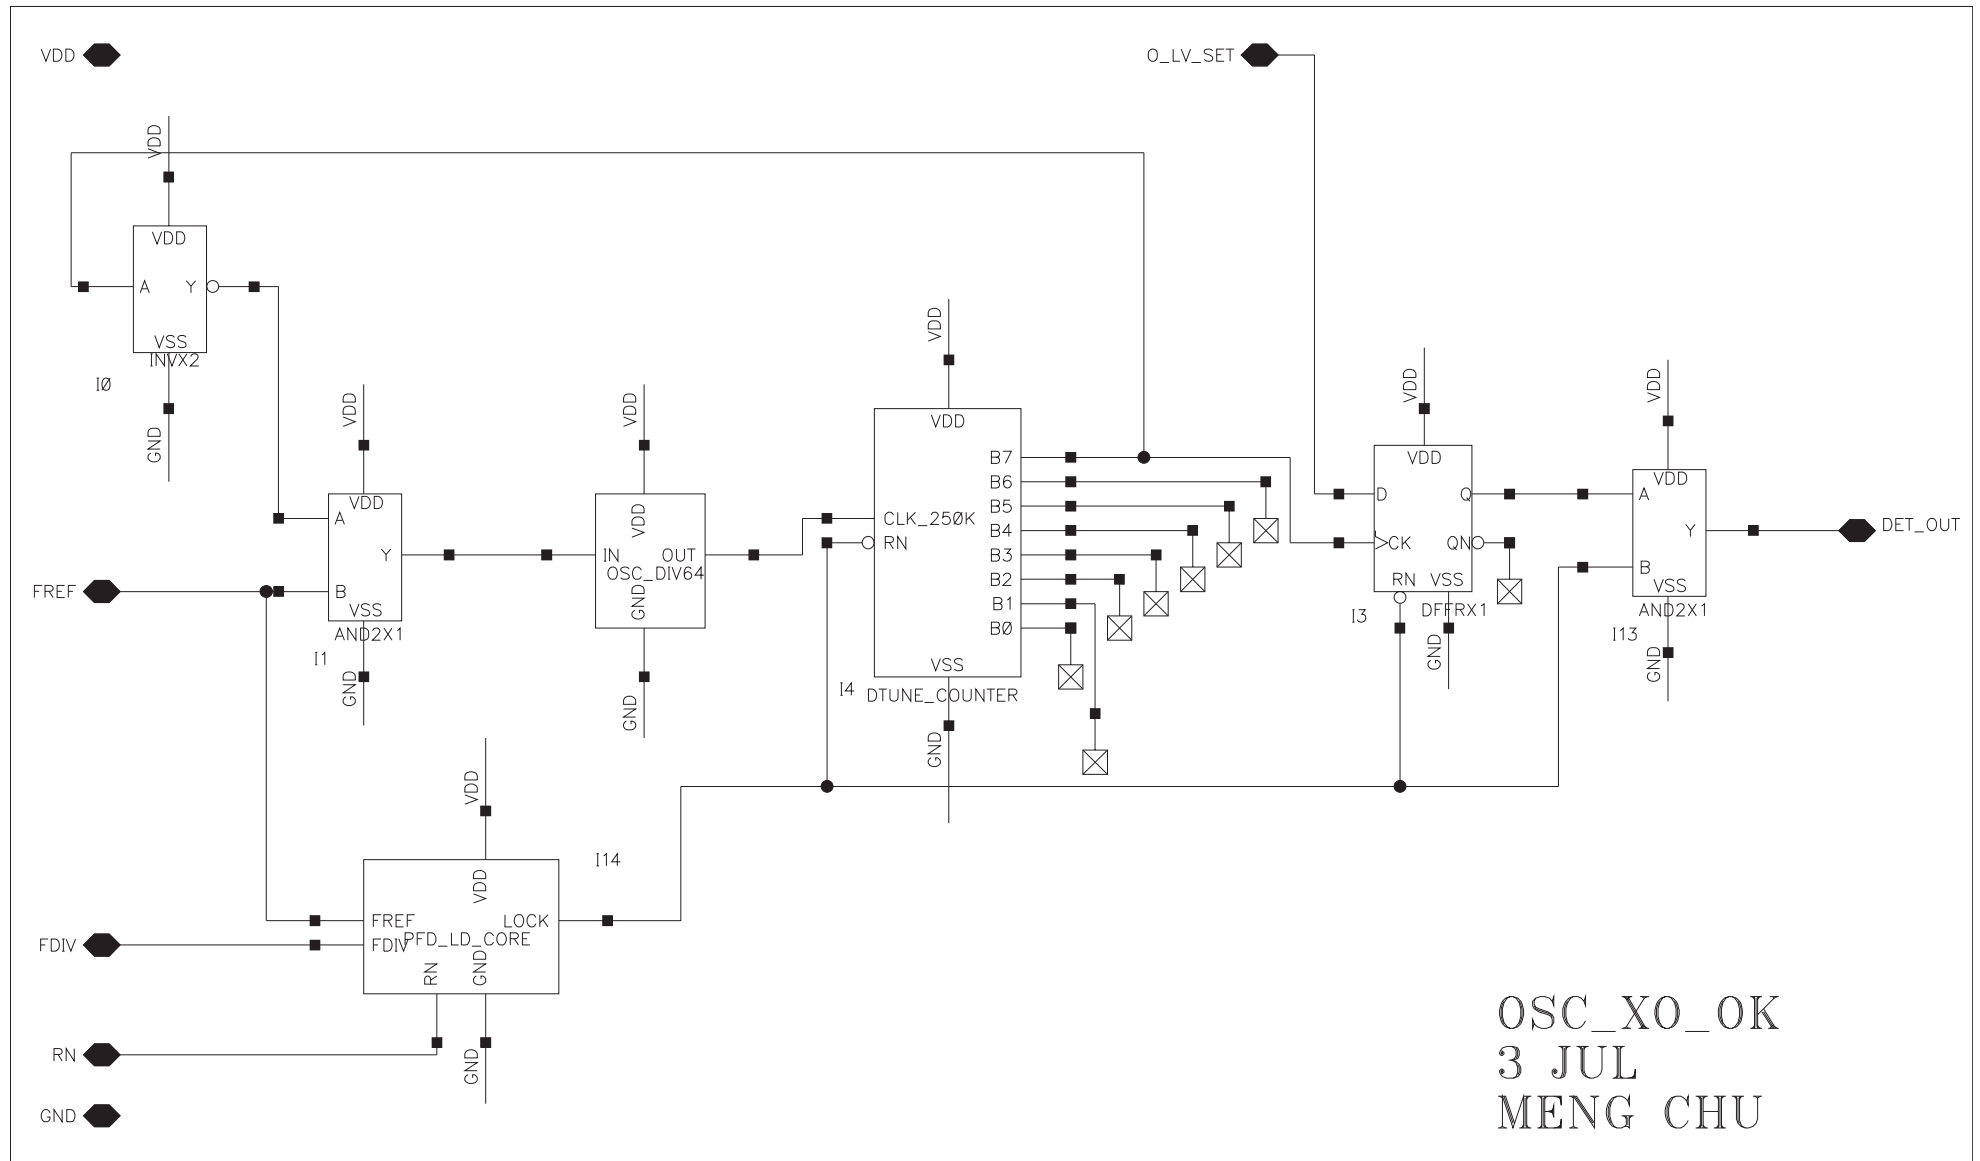 VDD
O_LV_SET
VDD
VDD
A Y
VSS
INVX2
I0
GND
VDD
VDD
A
Y
B
VSS
AND2X1
I1
GND
VDD
VDD
IN OUT
OSC_DIV64
GND
GND
VDD
VDD
B7
B6
B5
B4
B3
B2
B1
B0
CLK_250K
RN
VSS
I4 DTUNE_COUNTER
GND
VDD
VDD
D Q
CK QN
RN VSS
I3 DFFRX1
GND
VDD
VDD
A
Y
B
VSS
AND2X1
I13
GND
DET_OUT
FREF
VDD
I14
VDD
FREF LOCK
FDIV PFD_LD_CORE
RN GND
FDIV
RN
GND
GND
OSC_XO_OK
3 JUL
MENG CHU